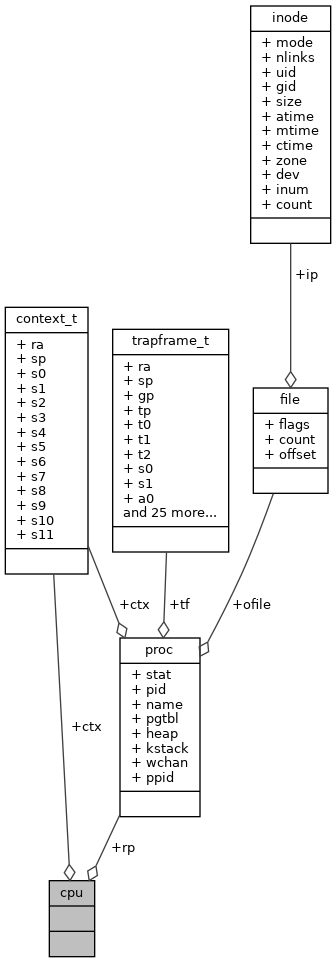 inode
+ mode
+ nlinks
+ uid
+ gid
+ size
+ atime
+ mtime
+ ctime
+ zone
+ dev
+ inum
+ count
+ip
context_t
+ ra
+ sp
+ s0
+ s1
+ s2
+ s3
+ s4
+ s5
+ s6
+ s7
+ s8
+ s9
+ s10
+ s11
trapframe_t
+ ra
+ sp
+ gp
+ tp
+ t0
+ t1
+ t2
+ s0
+ s1
+ a0
and 25 more...
file
+ flags
+ count
+ offset
+ctx
+tf
+ofile
proc
+ stat
+ pid
+ name
+ pgtbl
+ heap
+ kstack
+ wchan
+ ppid
+ctx
+rp
cpu